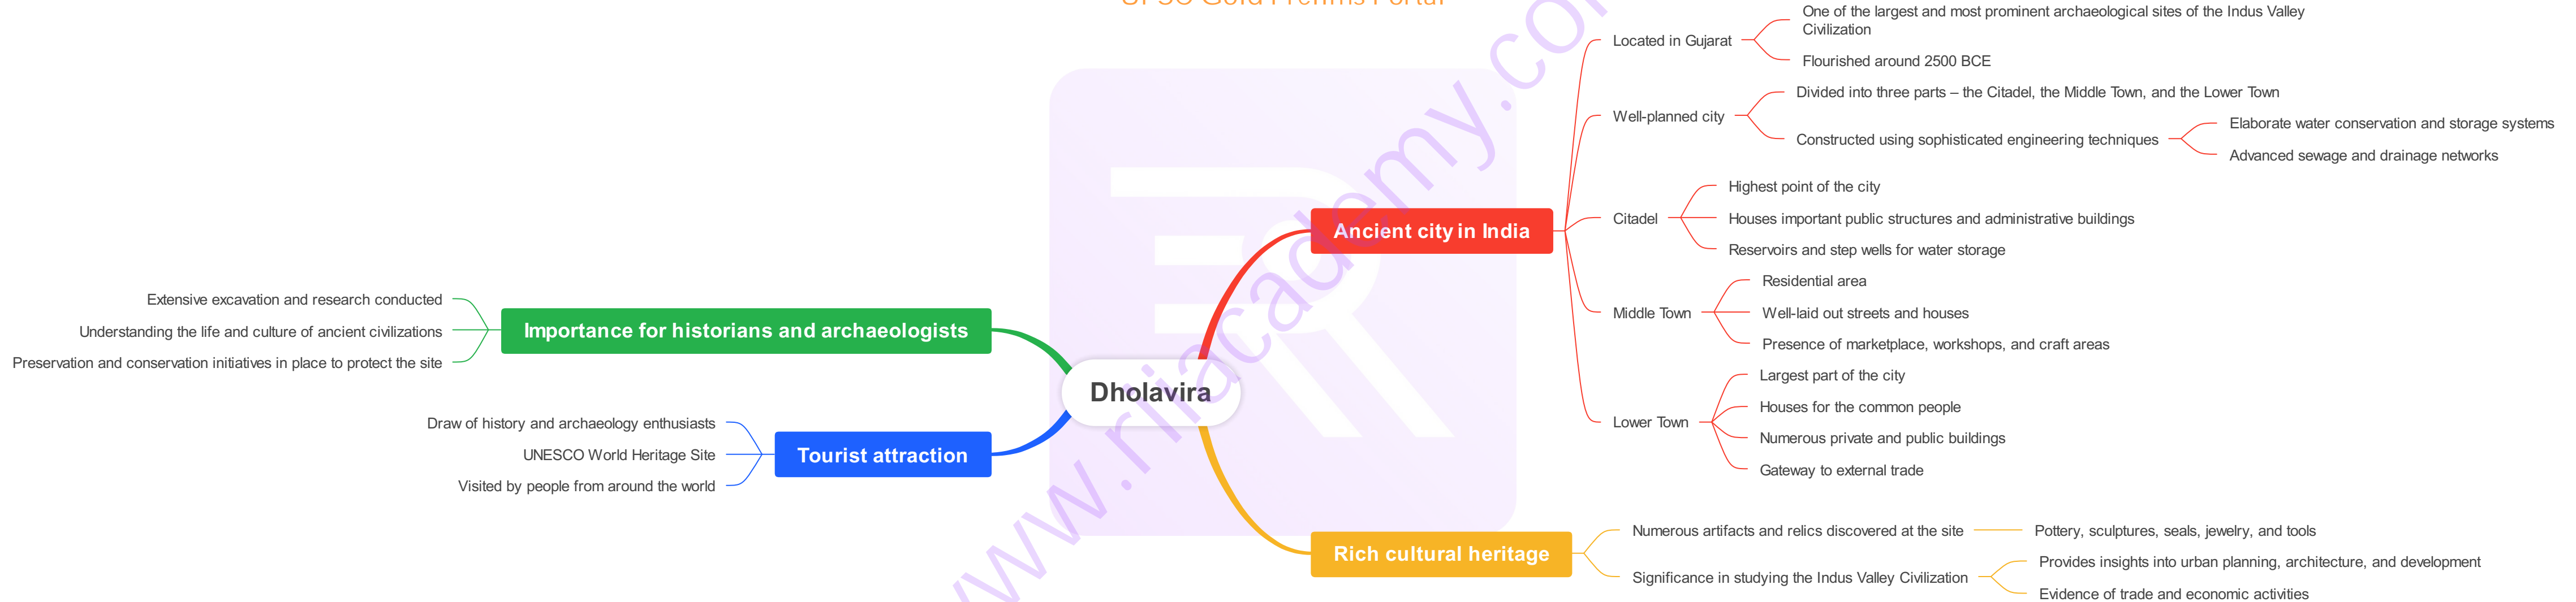 UPSC Gold Prelims Portal
Dholavira
Ancient city in India
Located in Gujarat
One of the largest and most prominent archaeological sites of the Indus Valley
Civilization
Flourished around 2500 BCE
Well-planned city
Divided into three parts – the Citadel, the Middle Town, and the Lower Town
Constructed using sophisticated engineering techniques
Elaborate water conservation and storage systems
Advanced sewage and drainage networks
Citadel
Highest point of the city
Houses important public structures and administrative buildings
Reservoirs and step wells for water storage
Middle Town
Residential area
Well-laid out streets and houses
Presence of marketplace, workshops, and craft areas
Lower Town
Largest part of the city
Houses for the common people
Numerous private and public buildings
Gateway to external trade
Rich cultural heritage
Numerous artifacts and relics discovered at the site
Pottery, sculptures, seals, jewelry, and tools
Significance in studying the Indus Valley Civilization
Provides insights into urban planning, architecture, and development
Evidence of trade and economic activities
Importance for historians and archaeologists
Extensive excavation and research conducted
Understanding the life and culture of ancient civilizations
Preservation and conservation initiatives in place to protect the site
Tourist attraction
Draw of history and archaeology enthusiasts
UNESCO World Heritage Site
Visited by people from around the world